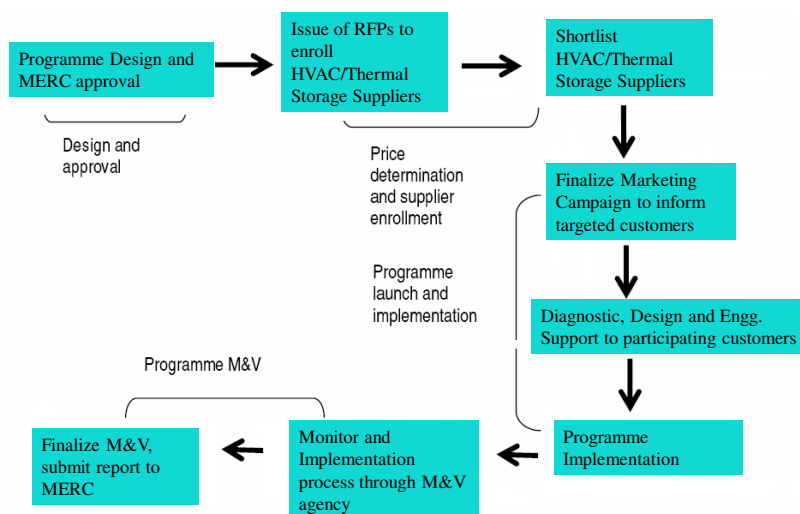 Programme Design and
MERC approval
Issue of RFPs to
enroll
HVAC/Thermal
Storage Suppliers
Shortlist
HVAC/Thermal
Storage Suppliers
Design and
approval
Price
determination
and supplier
enrollment
Finalize Marketing
Campaign to inform
targeted customers
Programme
launch and
implementation
Diagnostic, Design and Engg.
Support to participating customers
Programme M&V
Programme
Implementation
Monitor and
Implementation
process through M&V
agency
Finalize M&V,
submit report to
MERC